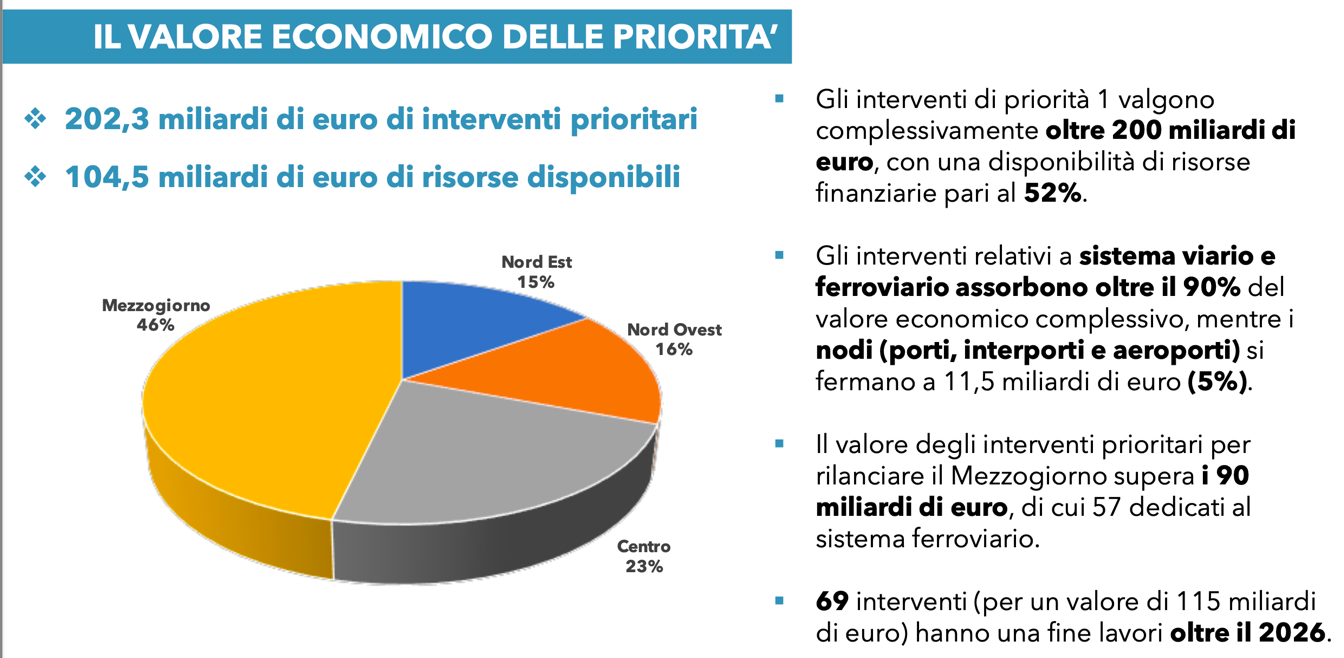 IL VALORE ECONOMICO DELLE PRIORITA’
❖ 202,3 miliardi di euro di interventi prioritari
❖ 104,5 miliardi di euro di risorse disponibili
Nord Est
15%
Mezzogiorno
46%
Nord Ovest
16%
Centro
23%
▪ Gli interventi di priorità 1 valgono
complessivamente oltre 200 miliardi di
euro, con una disponibilità di risorse
finanziarie pari al 52%.
▪ Gli interventi relativi a sistema viario e
ferroviario assorbono oltre il 90% del
valore economico complessivo, mentre i
nodi (porti, interporti e aeroporti) si
fermano a 11,5 miliardi di euro (5%).
▪ Il valore degli interventi prioritari per
rilanciare il Mezzogiorno supera i 90
miliardi di euro, di cui 57 dedicati al
sistema ferroviario.
▪ 69 interventi (per un valore di 115 miliardi
di euro) hanno una fine lavori oltre il 2026.